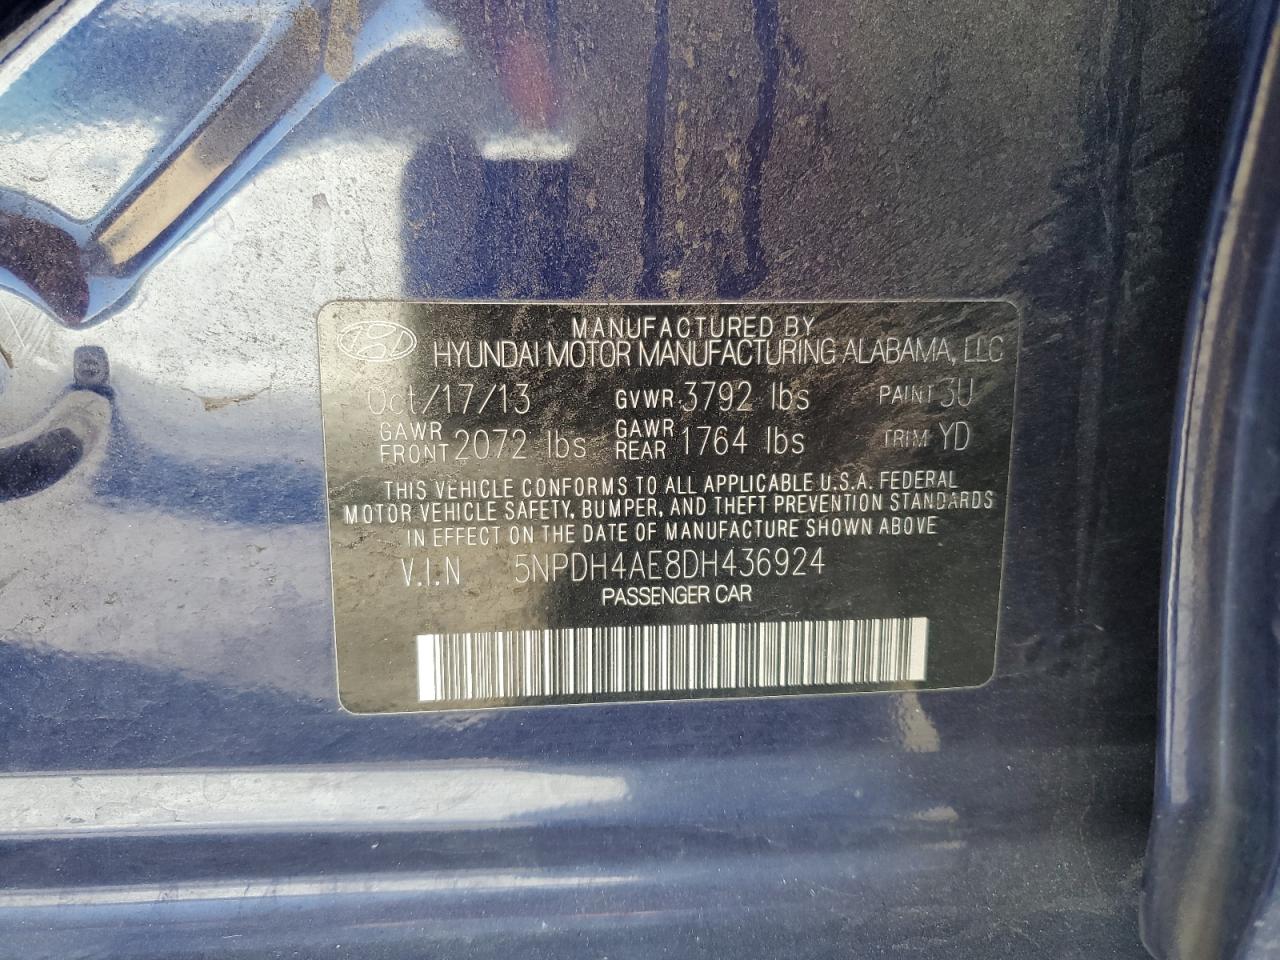 MANUFACTURED BY
HYUNDAI MOTOR MANUFACTURING ALABAMA, LLC
Oct/17/13 GVWR 3792 lbs PAINT 3U
GAWR FRONT 2072 lbs GAWR REAR 1764 lbs TRIM YD
THIS VEHICLE CONFORMS TO ALL APPLICABLE U.S.A. FEDERAL
MOTOR VEHICLE SAFETY, BUMPER, AND THEFT PREVENTION STANDARDS
IN EFFECT ON THE DATE OF MANUFACTURE SHOWN ABOVE
V.I.N 5NPDH4AE8DH436924
PASSENGER CAR